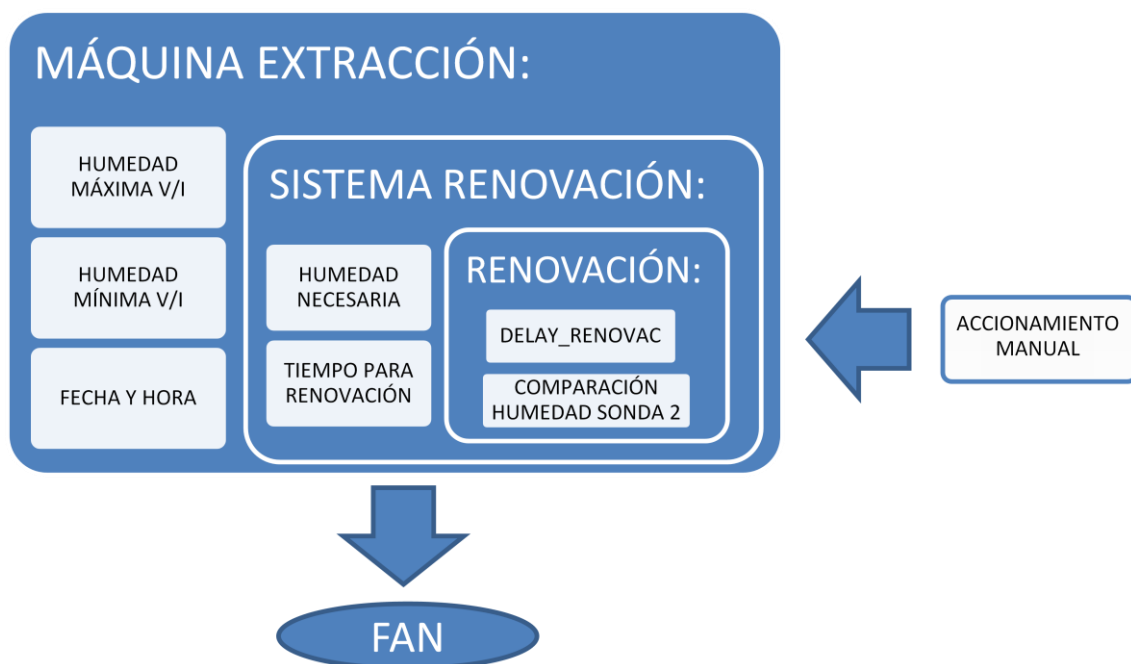 MÁQUINA EXTRACCIÓN:
HUMEDAD
MÁXIMA V/I
HUMEDAD
MÍNIMA V/I
FECHA Y HORA
SISTEMA RENOVACIÓN:
HUMEDAD
NECESARIA
TIEMPO PARA
RENOVACIÓN
RENOVACIÓN:
DELAY_RENOVAC
COMPARACIÓN
HUMEDAD SONDA 2
ACCIONAMIENTO
MANUAL
FAN